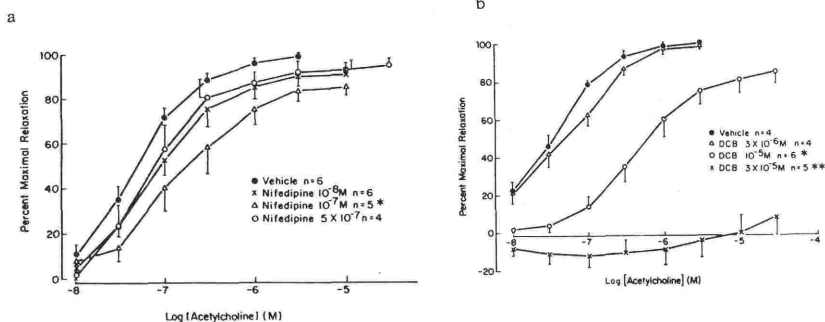 a
100
80
60
40
20
0
Percent Maximal Relaxation
-8
-7
-6
-5
Log [Acetylcholine] (M)
Vehicle n=6
Nifedipine 10⁻⁸M n=6
Nifedipine 10⁻⁷M n=5 *
Nifedipine 5 X 10⁻⁷ n=4
b
100
80
60
40
20
0
-20
Percent Maximal Relaxation
-8
-7
-6
-5
-4
Log [Acetylcholine] (M)
Vehicle n=4
DCB 3 X 10⁻⁶M n=4
DCB 10⁻⁵M n=6 *
DCB 3 X 10⁻⁵M n=5 **